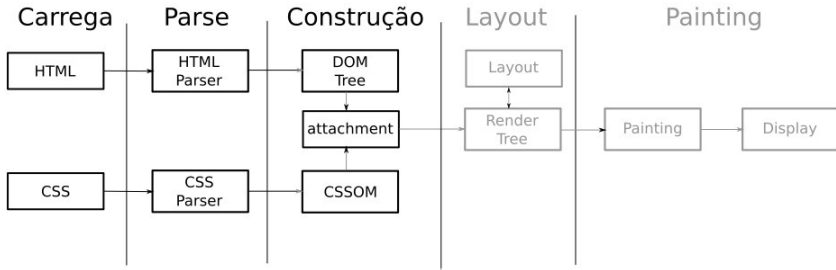 Carrega
Parse
Construção
Layout
Painting
HTML
HTML
Parser
DOM
Tree
Layout
attachment
Render
Tree
Painting
Display
CSS
CSS
Parser
CSSOM